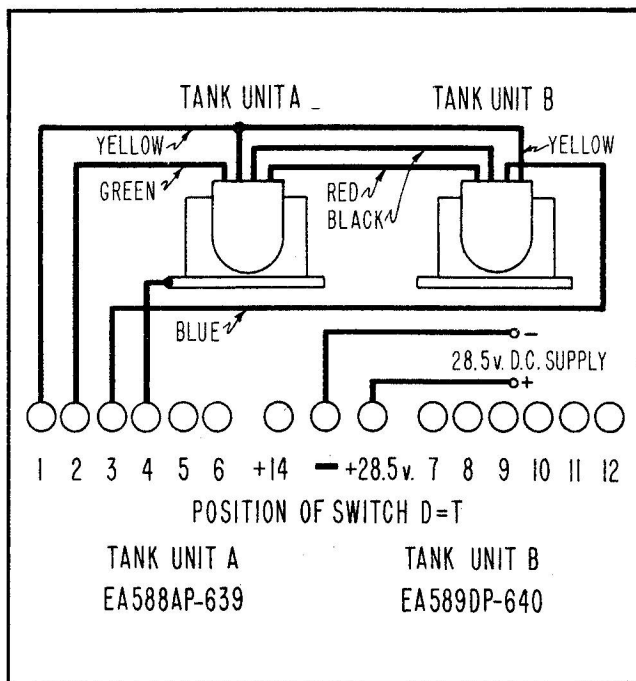 TANK UNIT A TANK UNIT B
YELLOW YELLOW
GREEN RED
BLACK
BLUE -
28.5v. D.C. SUPPLY
+
1 2 3 4 5 6 +14 - +28.5v. 7 8 9 10 11 12
POSITION OF SWITCH D=T
TANK UNIT A TANK UNIT B
EA588AP-639 EA589DP-640